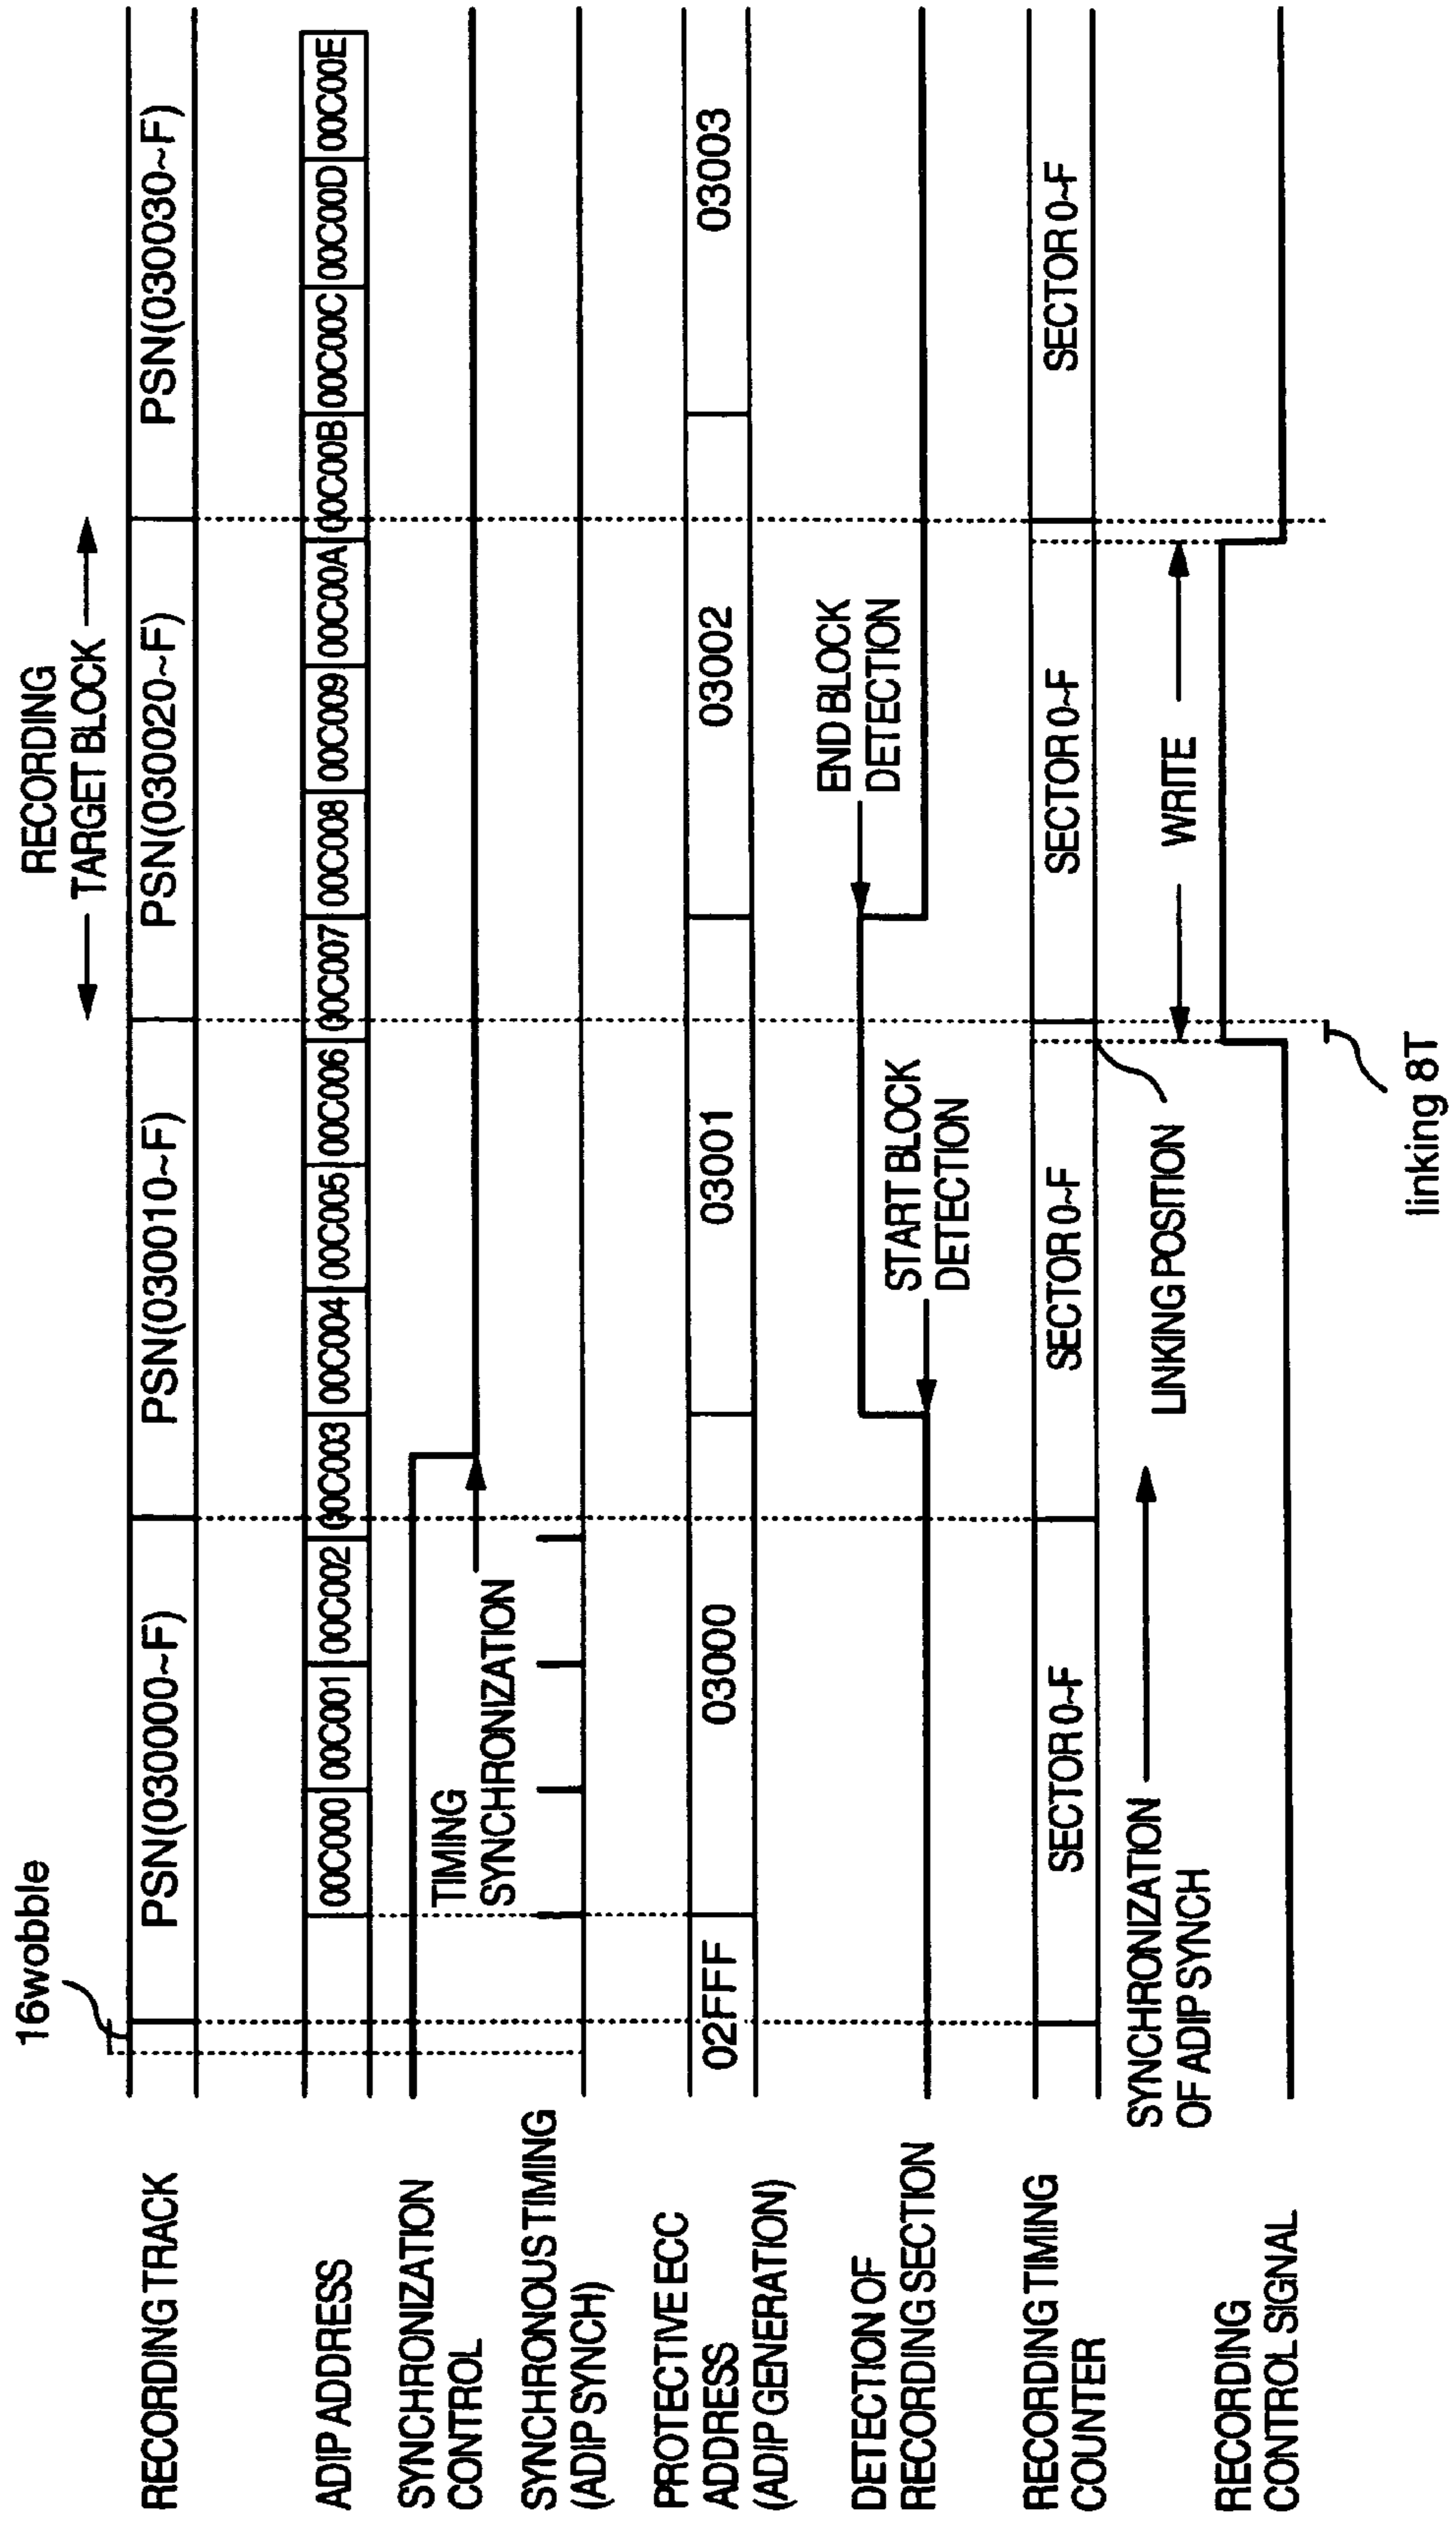 RECORDING
TARGET BLOCK
16wobble
RECORDING TRACK
PSN(03000~F)
PSN(03010~F)
PSN(03020~F)
PSN(03030~F)
ADIP ADDRESS
00C000
00C001
00C002
00C003
00C004
00C005
00C006
00C007
00C008
00C009
00C00A
00C00B
00C00C
00C00D
00C00E
SYNCHRONIZATION
CONTROL
TIMING
SYNCHRONIZATION
SYNCHRONOUS TIMING
(ADIP SYNCH)
PROTECTIVE ECC
ADDRESS
(ADIP GENERATION)
02FFF
03000
03001
03002
03003
DETECTION OF
RECORDING SECTION
START BLOCK
DETECTION
END BLOCK
DETECTION
RECORDING TIMING
COUNTER
SECTOR 0~F
SECTOR 0~F
SECTOR 0~F
SECTOR 0~F
SYNCHRONIZATION
OF ADIP SYNCH
LINKING POSITION
WRITE
RECORDING
CONTROL SIGNAL
linking 8T